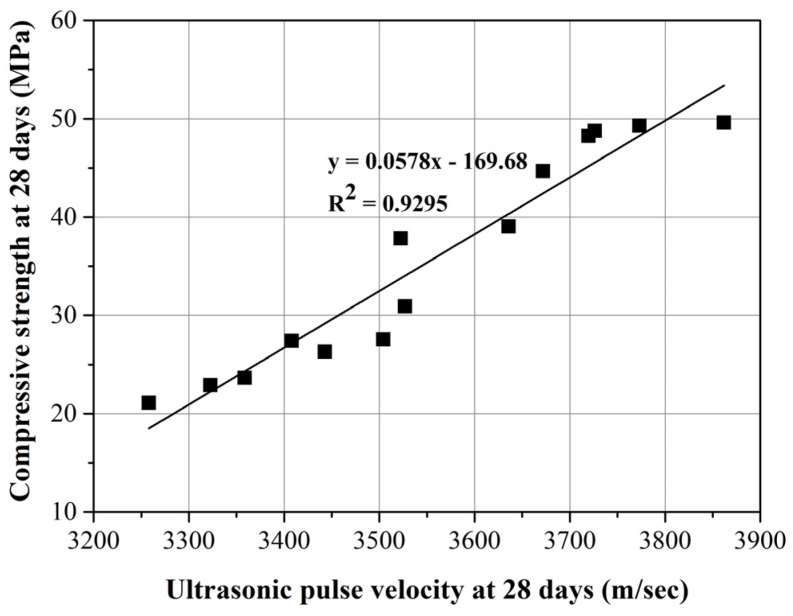 Compressive strength at 28 days (MPa)
60
50
40
30
20
10
y = 0.0578x - 169.68
R² = 0.9295
3200 3300 3400 3500 3600 3700 3800 3900
Ultrasonic pulse velocity at 28 days (m/sec)